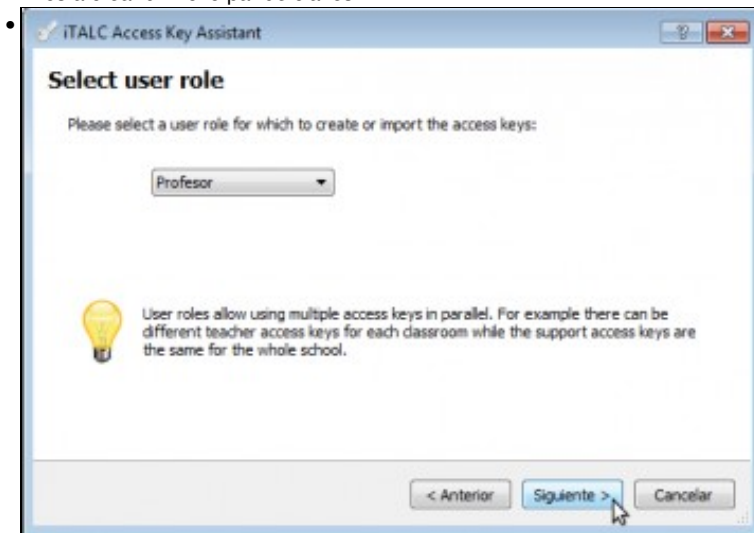 iTALC Access Key Assistant
Select user role
Please select a user role for which to create or import the access keys:
Profesor
User roles allow using multiple access keys in parallel. For example there can be
different teacher access keys for each classroom while the support access keys are
the same for the whole school.
< Anterior
Siguiente >
Cancelar